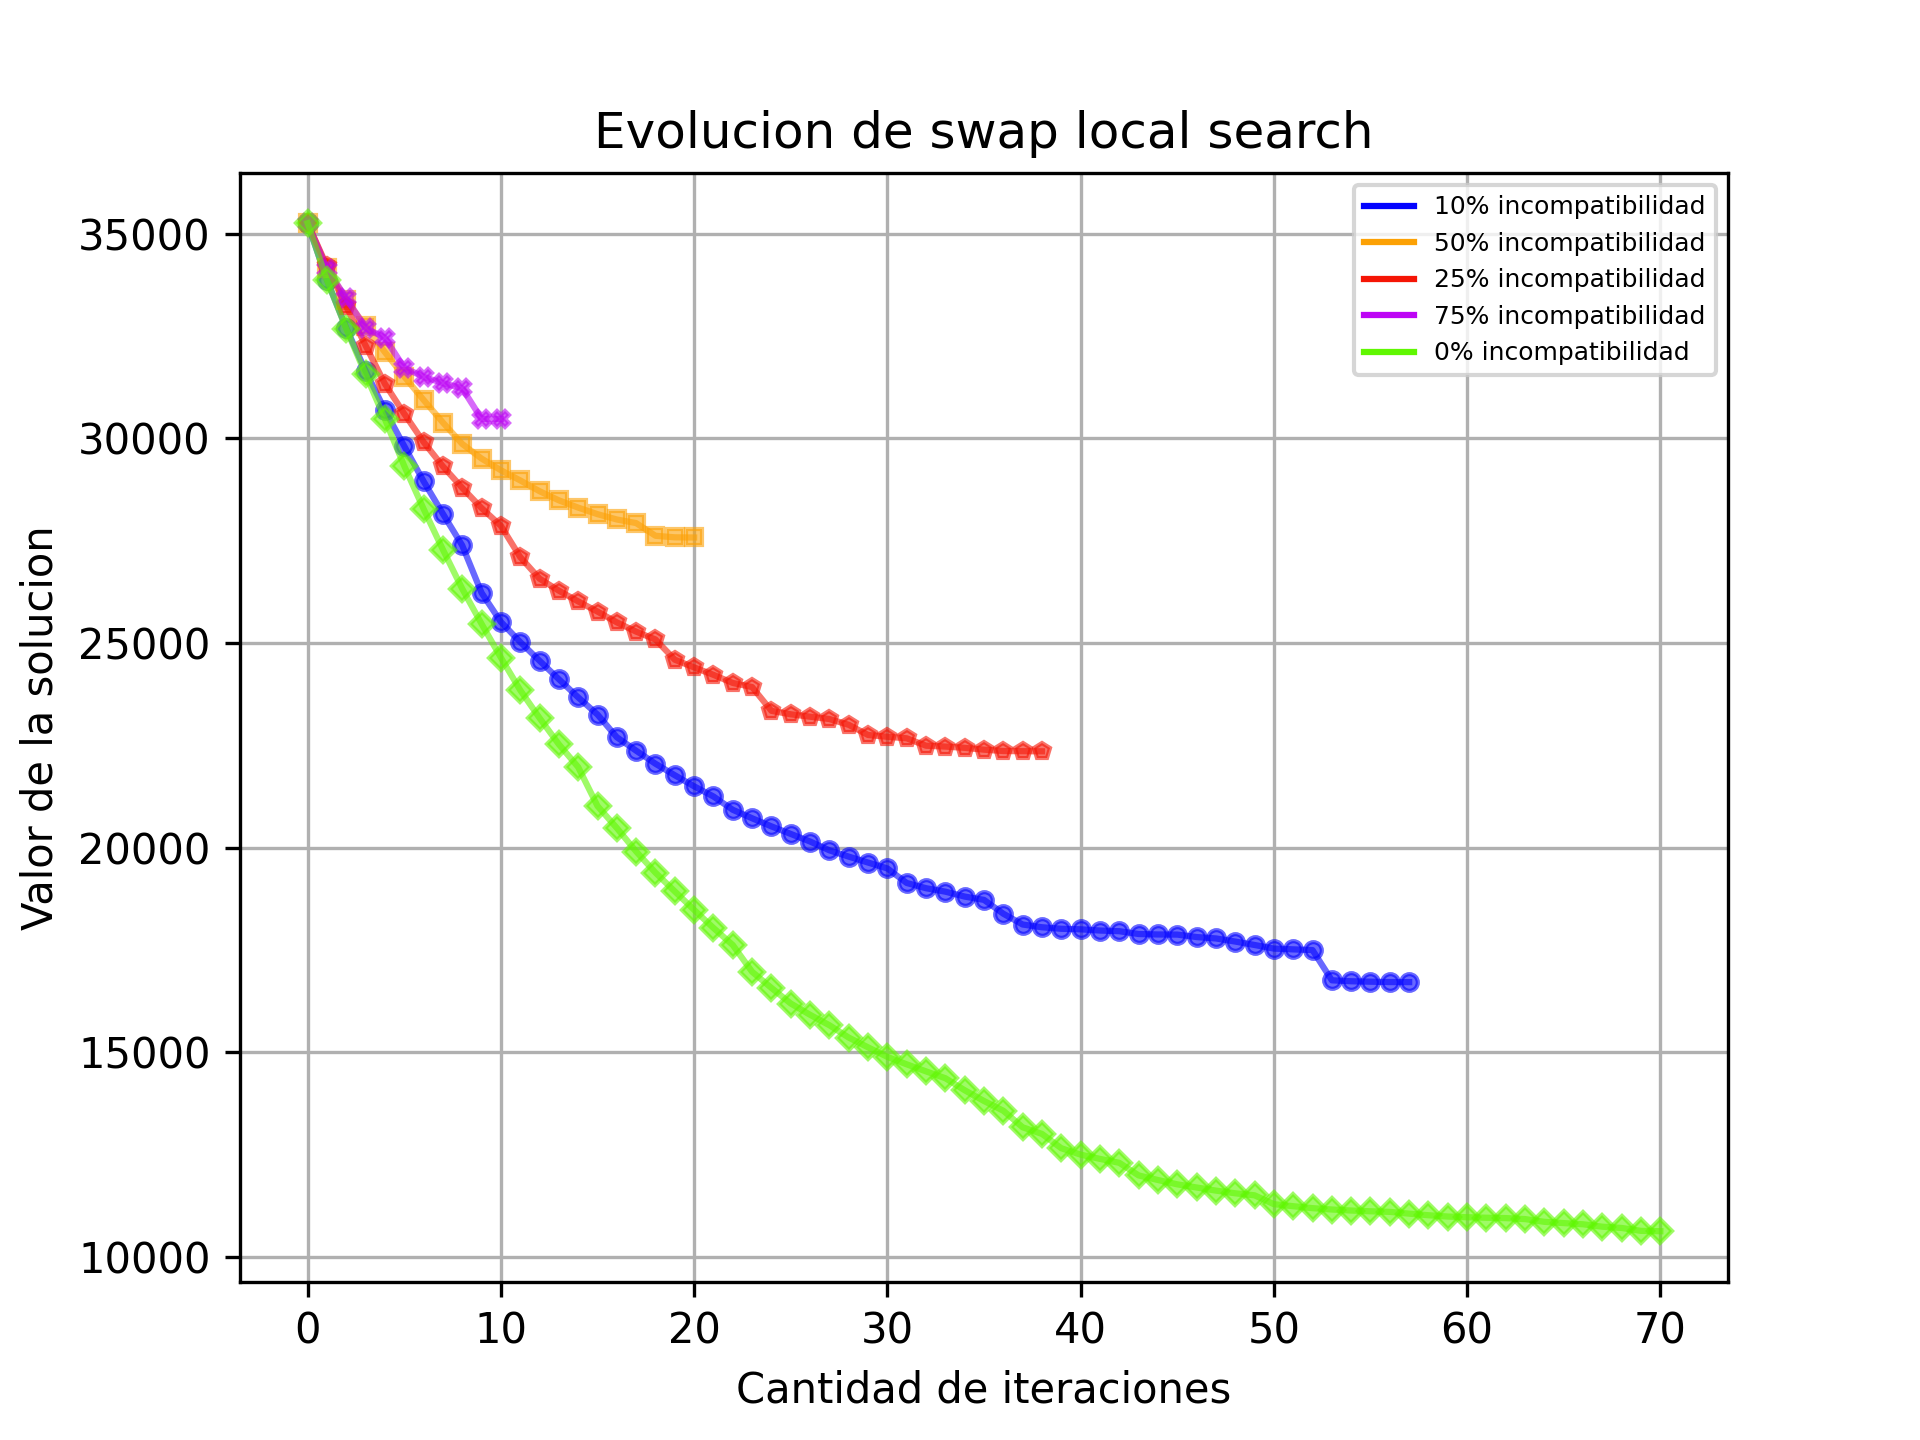 Evolucion de swap local search
10% incompatibilidad
50% incompatibilidad
25% incompatibilidad
75% incompatibilidad
0% incompatibilidad
Valor de la solucion
35000
30000
25000
20000
15000
10000
0 10 20 30 40 50 60 70
Cantidad de iteraciones